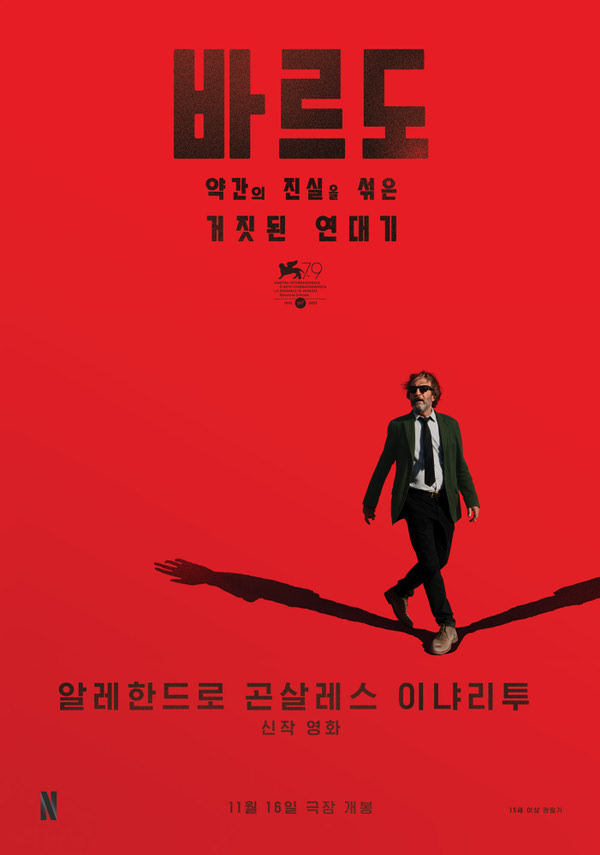 바르도
약간의 진실을 섞은
거짓된 연대기
79
알레한드로 곤살레스 이냐리투
신작 영화
N
11월 16일 극장 개봉
15세 이상 관람가